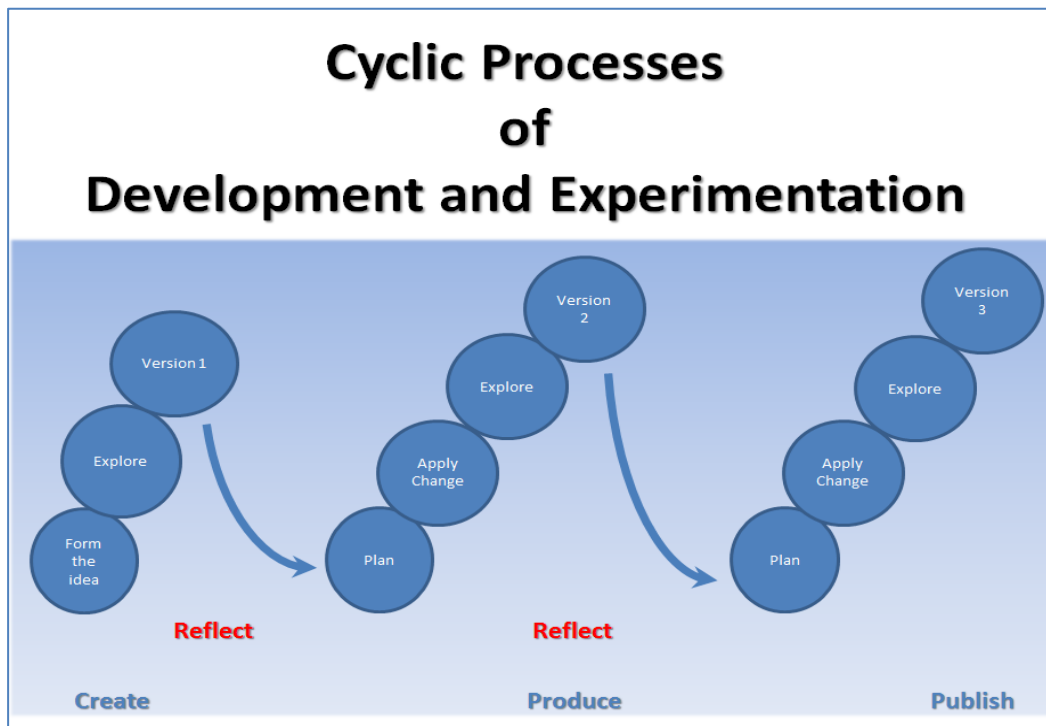 Cyclic Processes
of
Development and Experimentation
Version 1
Explore
Form
the
idea
Reflect
Create
Version
2
Explore
Apply
Change
Plan
Reflect
Produce
Version
3
Explore
Apply
Change
Plan
Publish